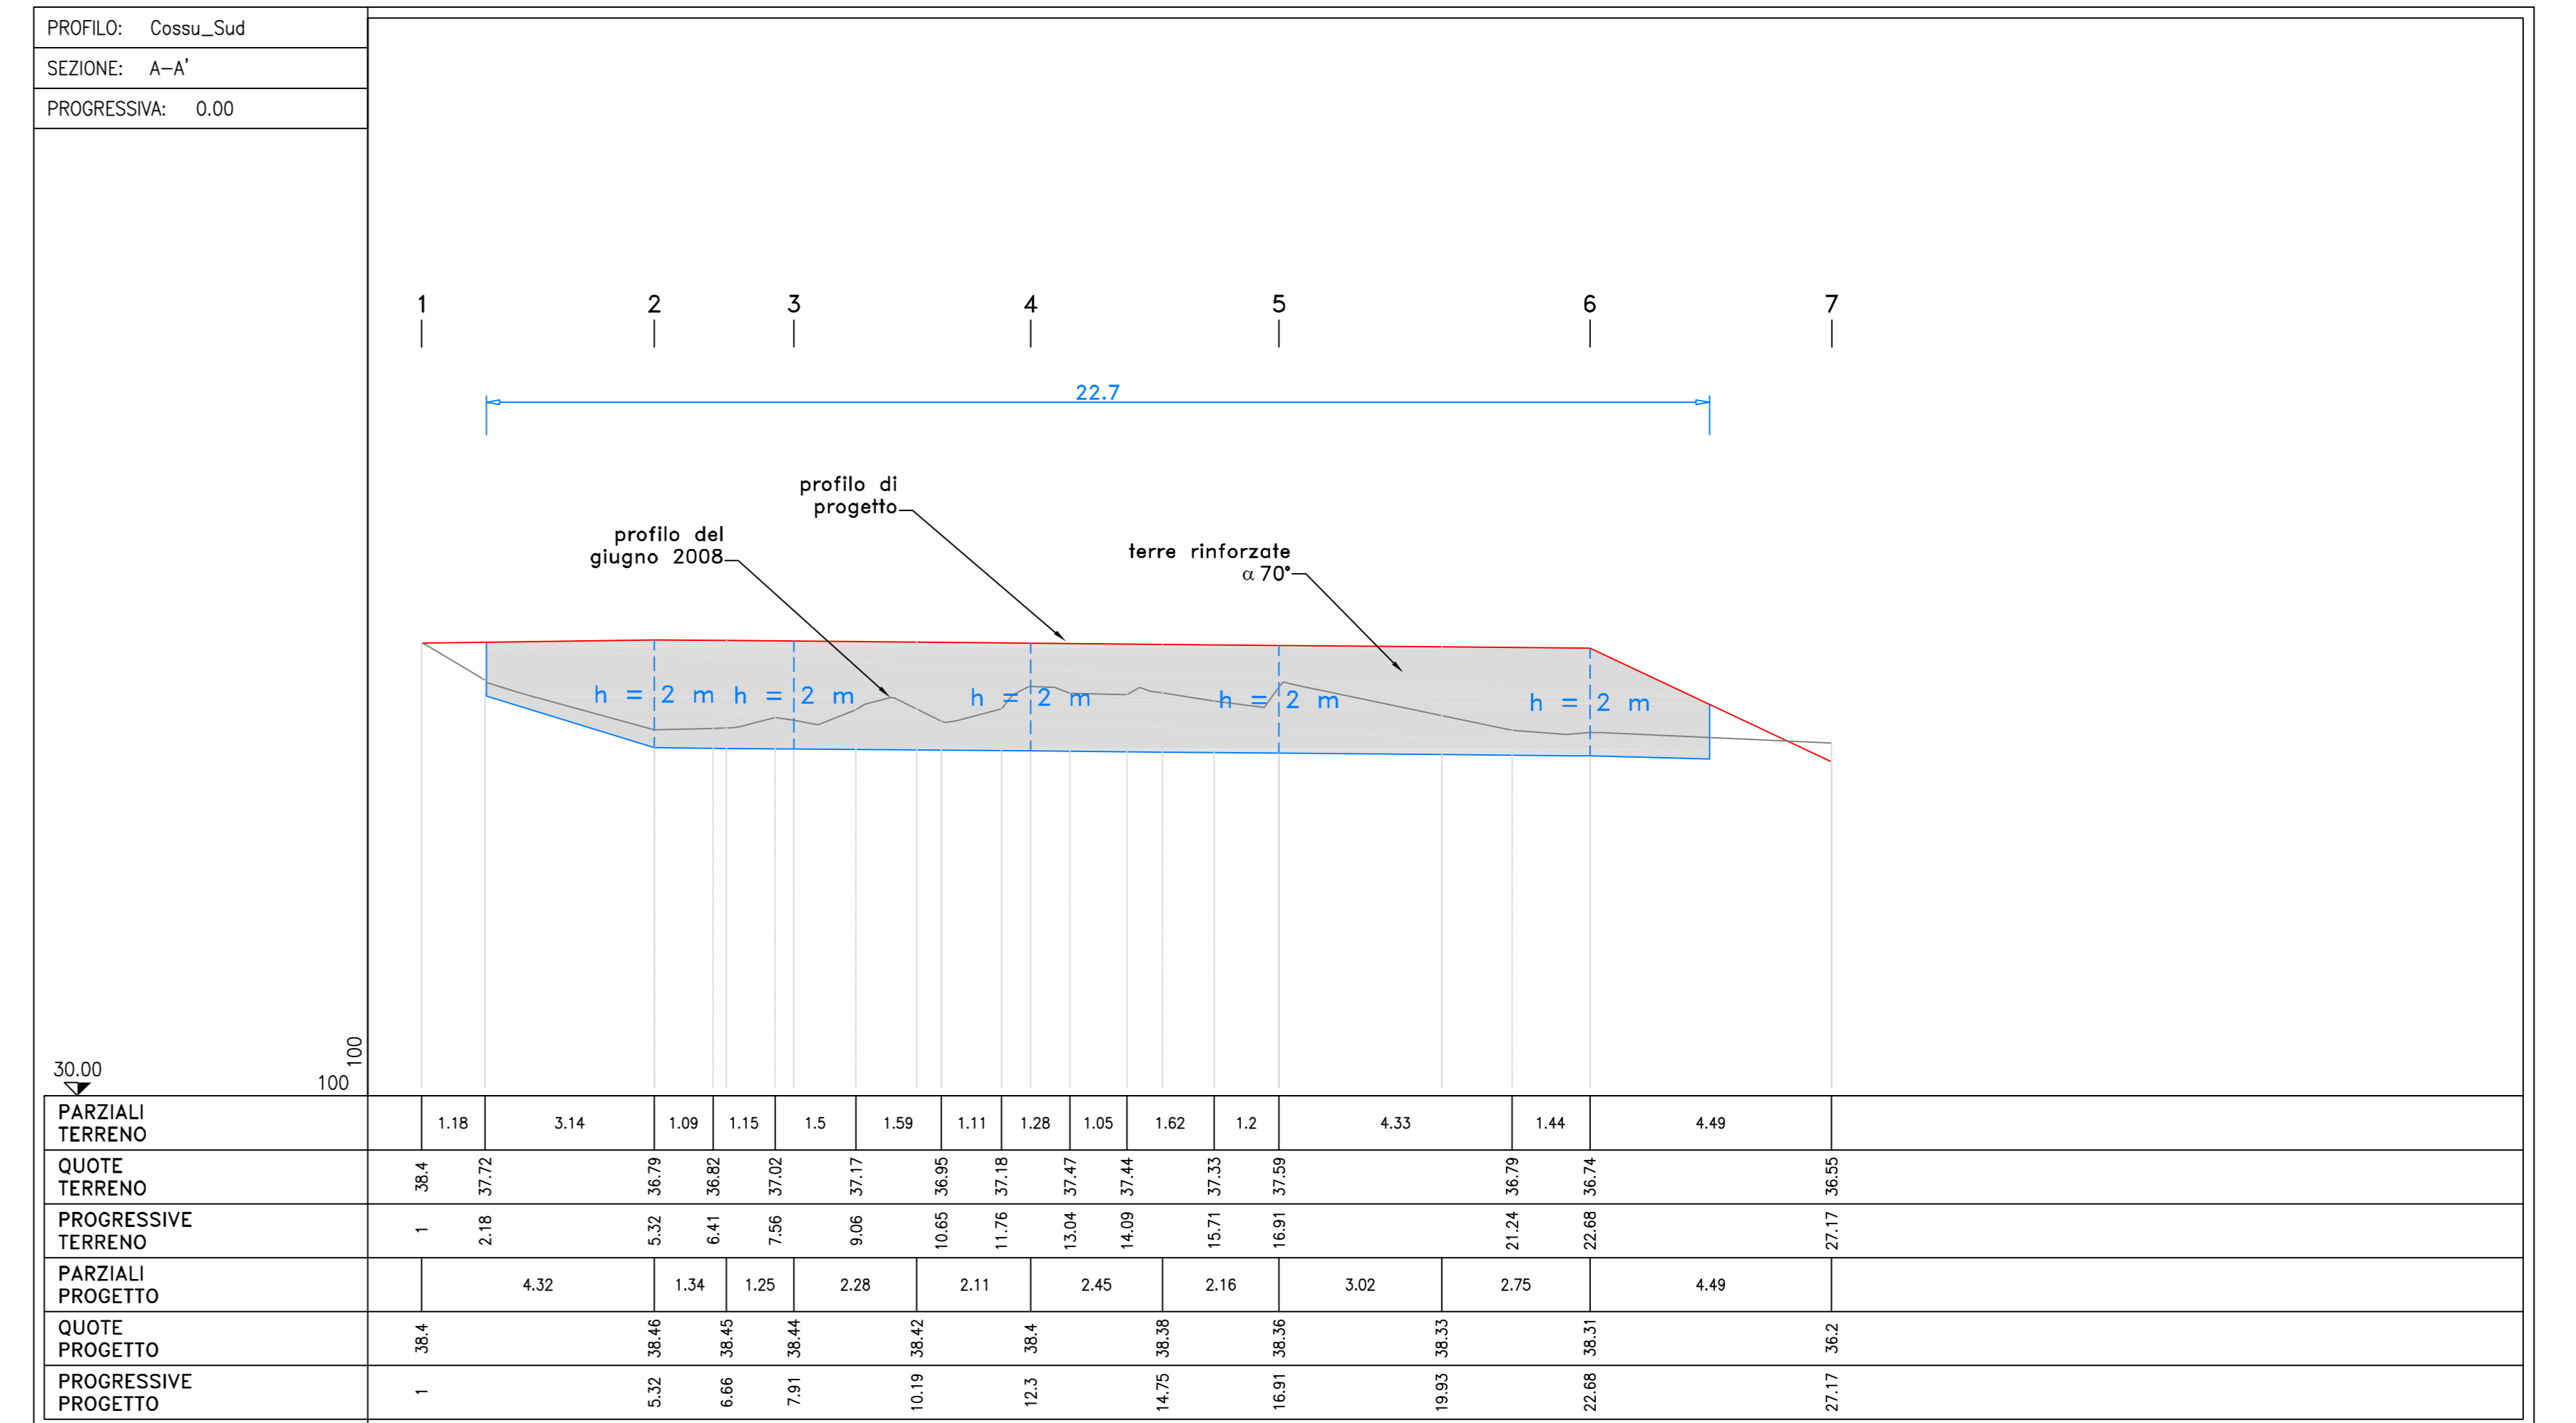 PROFILO: Cossu_Sud
SEZIONE: A-A'
PROGRESSIVA: 0.00
1 2 3 4 5 6 7
22.7
profilo di
progetto
profilo del
giugno 2008
terre rinforzate
α 70°
h = 2 m h = 2 m h = 2 m h = 2 m h = 2 m
30.00
100
100
PARZIALI
TERRENO
1.18 3.14 1.09 1.15 1.5 1.59 1.11 1.28 1.05 1.62 1.2 4.33 1.44 4.49
QUOTE
TERRENO
38.4 37.72 36.79 36.82 37.02 37.17 36.95 37.18 37.47 37.44 37.33 37.59 36.79 36.74 36.55
PROGRESSIVE
TERRENO
1 2.18 5.32 6.41 7.56 9.06 10.65 11.76 13.04 14.09 15.71 16.91 21.24 22.68 27.17
PARZIALI
PROGETTO
4.32 1.34 1.25 2.28 2.11 2.45 2.16 3.02 2.75 4.49
QUOTE
PROGETTO
38.4 38.46 38.45 38.44 38.42 38.4 38.38 38.36 38.33 38.31 36.2
PROGRESSIVE
PROGETTO
1 5.32 6.66 7.91 10.19 12.3 14.75 16.91 19.93 22.68 27.17